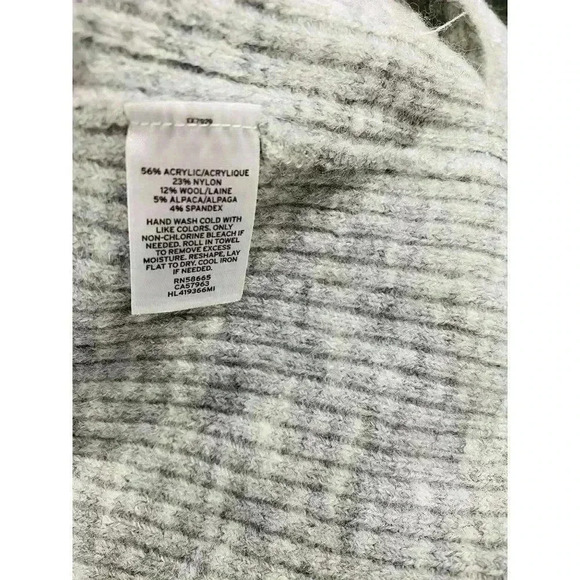 56% ACRYLIC/ACRYLIQUE
23% NYLON
12% WOOL/LAINE
5% ALPACA/ALPAGA
4% SPANDEX
HAND WASH COLD WITH
LIKE COLORS. ONLY
NON-CHLORINE BLEACH IF
NEEDED. ROLL IN TOWEL
TO REMOVE EXCESS
MOISTURE. RESHAPE, LAY
FLAT TO DRY. COOL IRON
IF NEEDED.
RN58665
CA57963
HL419366MI